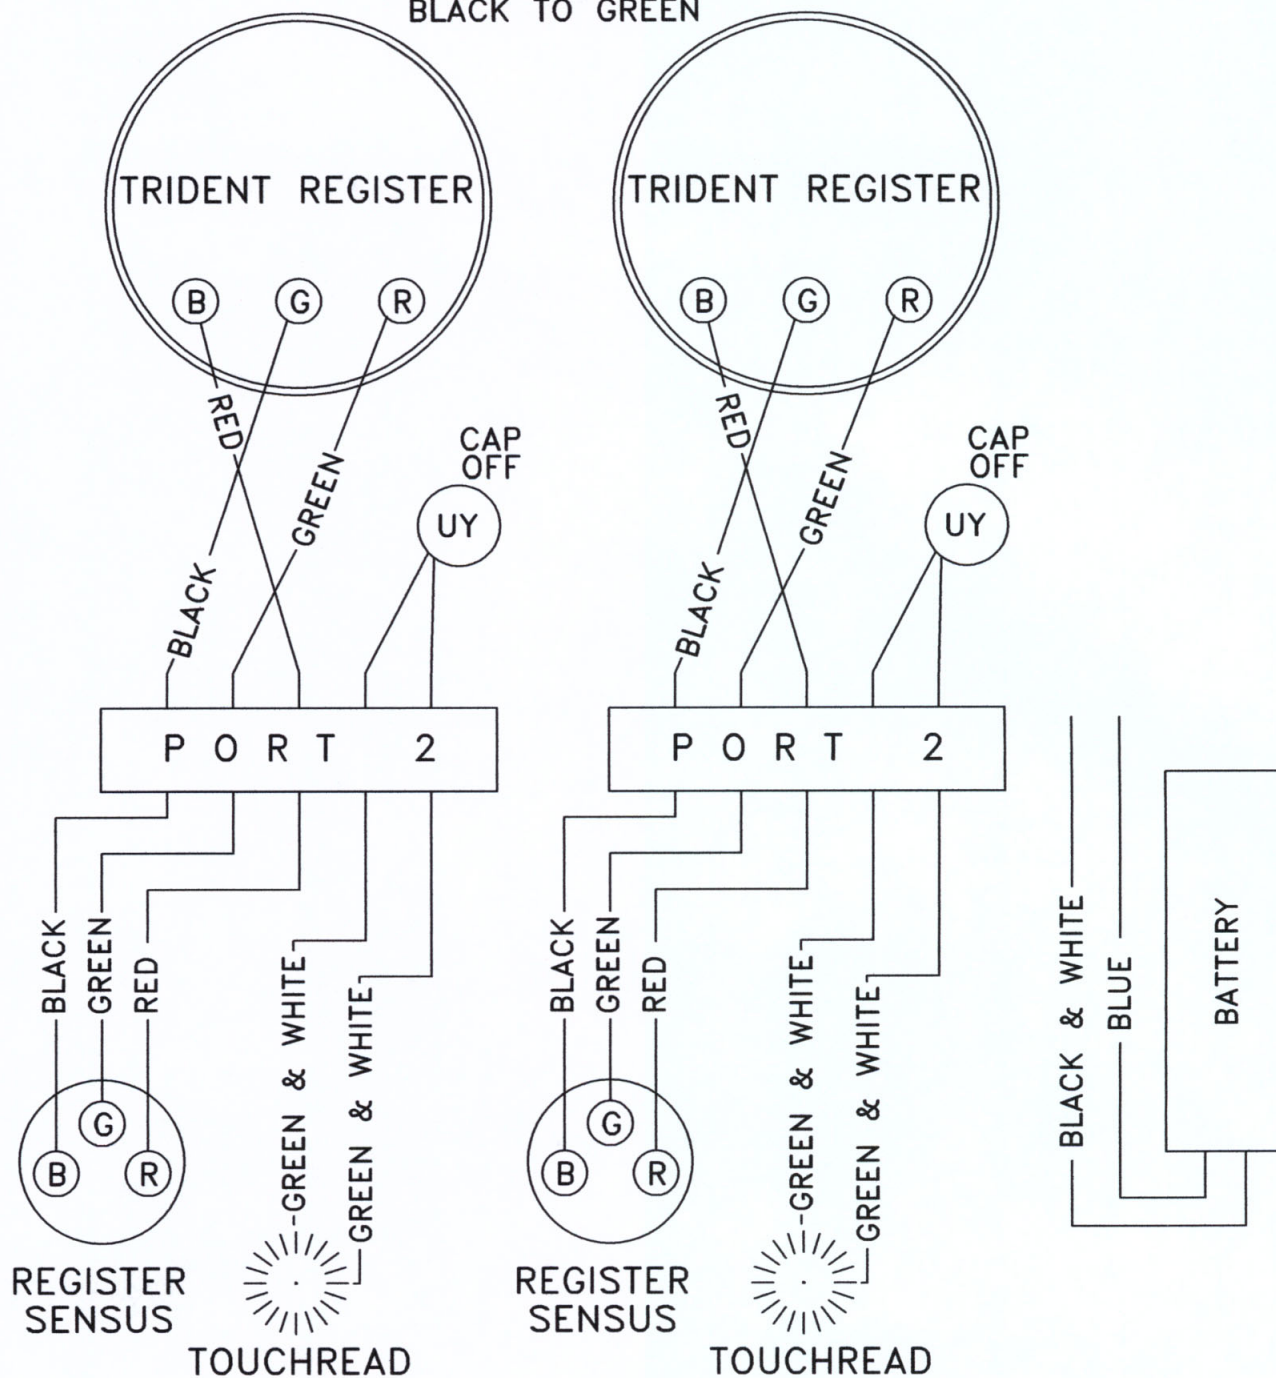 BLACK TO GREEN
TRIDENT REGISTER
B G R
RED
BLACK
GREEN
CAP
OFF
UY
PORT 2
BLACK
GREEN
RED
GREEN & WHITE
GREEN & WHITE
B
G
R
REGISTER
SENSUS
TOUCHREAD
TRIDENT REGISTER
B G R
RED
BLACK
GREEN
CAP
OFF
UY
PORT 2
BLACK
GREEN
RED
GREEN & WHITE
GREEN & WHITE
B
G
R
REGISTER
SENSUS
TOUCHREAD
BLACK & WHITE
BLUE
BATTERY